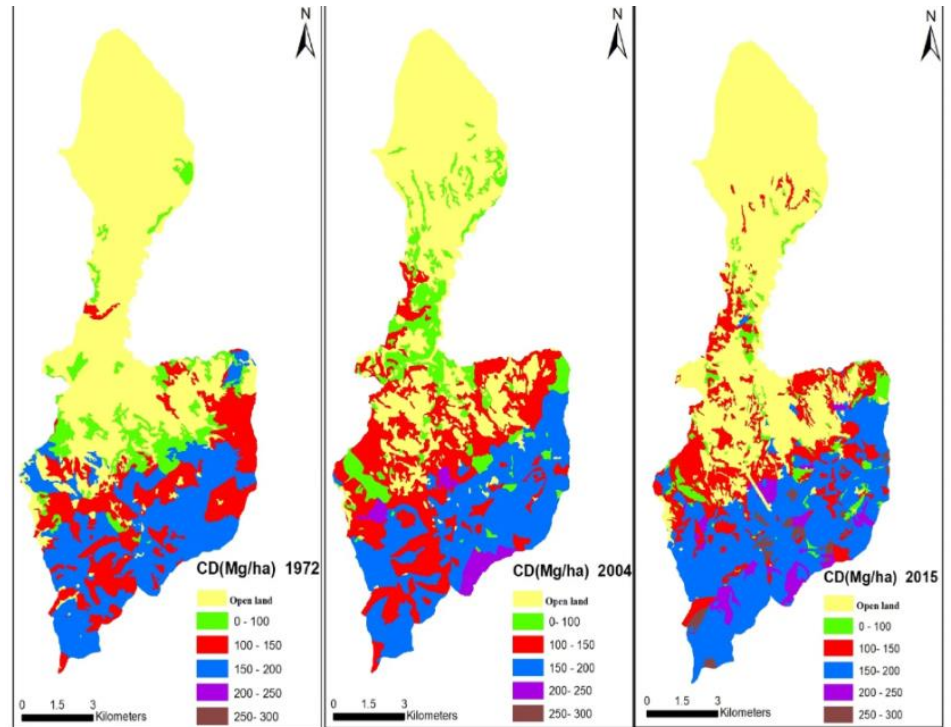 N
CD(Mg/ha) 1972
Open land
0 - 100
100 - 150
150 - 200
200 - 250
250- 300
0 1.5 3
Kilometers
N
CD(Mg/ha) 2004
Open land
0 - 100
100 - 150
150 - 200
200- 250
250 - 300
0 1.5 3
Kilometers
N
CD(Mg/ha) 2015
Open land
0 - 100
100- 150
150- 200
200 - 250
250- 300
0 1.5 3
Kilometers